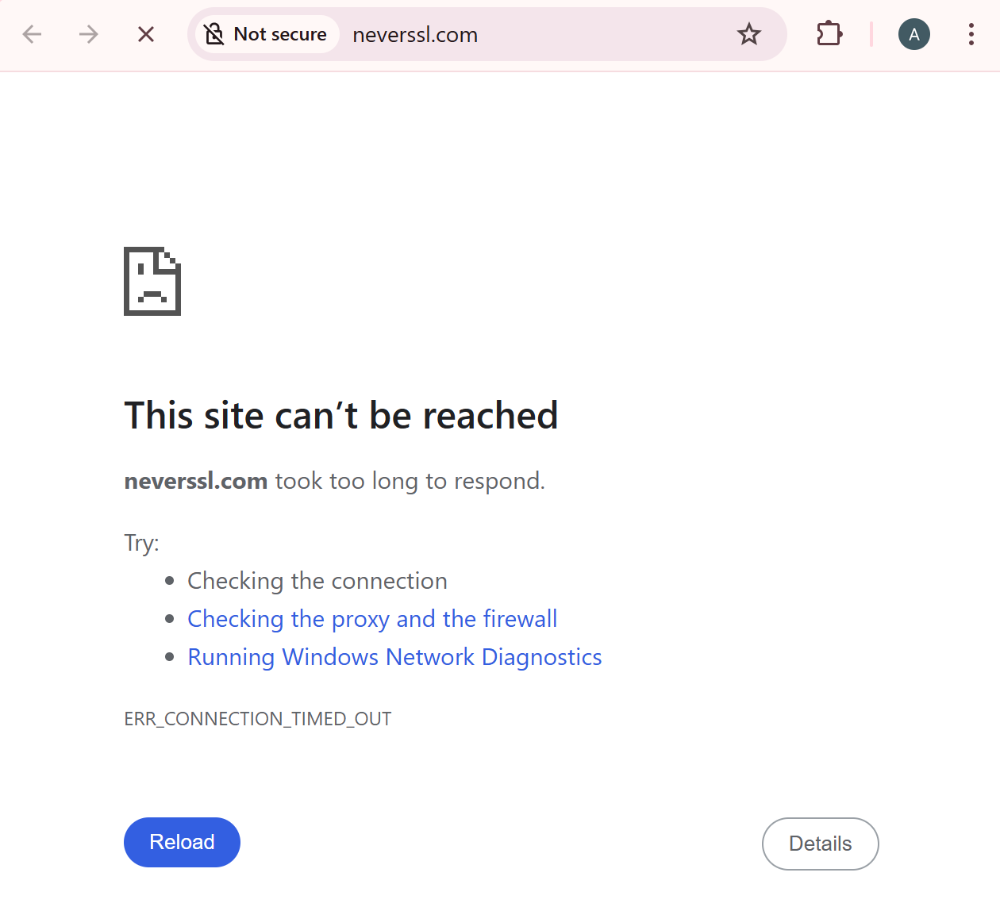 Not secure neverssl.com A
This site can’t be reached
neverssl.com took too long to respond.
Try:
Checking the connection
Checking the proxy and the firewall
Running Windows Network Diagnostics
ERR_CONNECTION_TIMED_OUT
Reload Details